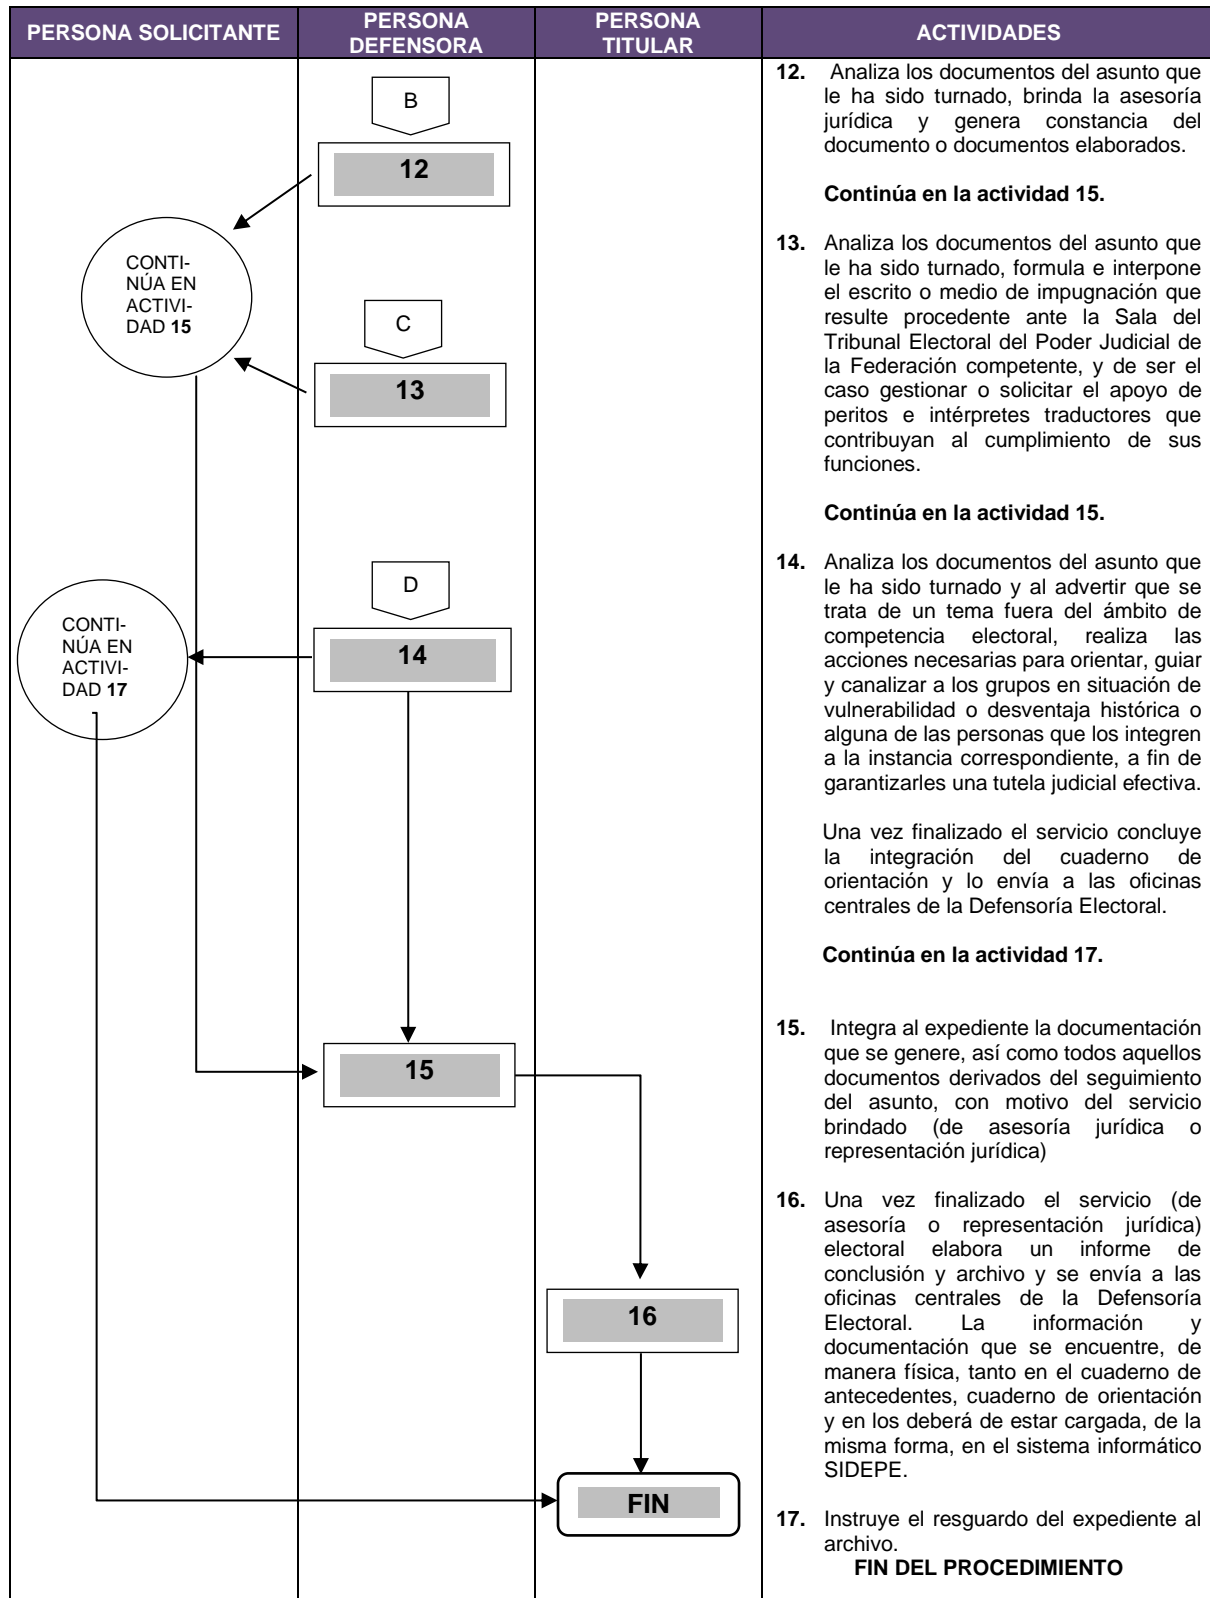 PERSONA SOLICITANTE
PERSONA
DEFENSORA
PERSONA
TITULAR
ACTIVIDADES
B
12
CONTI-
NÚA EN
ACTIVI-
DAD 15
C
13
D
14
CONTI-
NÚA EN
ACTIVI-
DAD 17
15
16
FIN
12. Analiza los documentos del asunto que
le ha sido turnado, brinda la asesoría
jurídica y genera constancia del
documento o documentos elaborados.
Continúa en la actividad 15.
13. Analiza los documentos del asunto que
le ha sido turnado, formula e interpone
el escrito o medio de impugnación que
resulte procedente ante la Sala del
Tribunal Electoral del Poder Judicial de
la Federación competente, y de ser el
caso gestionar o solicitar el apoyo de
peritos e intérpretes traductores que
contribuyan al cumplimiento de sus
funciones.
Continúa en la actividad 15.
14. Analiza los documentos del asunto que
le ha sido turnado y al advertir que se
trata de un tema fuera del ámbito de
competencia electoral, realiza las
acciones necesarias para orientar, guiar
y canalizar a los grupos en situación de
vulnerabilidad o desventaja histórica o
alguna de las personas que los integren
a la instancia correspondiente, a fin de
garantizarles una tutela judicial efectiva.
Una vez finalizado el servicio concluye
la integración del cuaderno de
orientación y lo envía a las oficinas
centrales de la Defensoría Electoral.
Continúa en la actividad 17.
15. Integra al expediente la documentación
que se genere, así como todos aquellos
documentos derivados del seguimiento
del asunto, con motivo del servicio
brindado (de asesoría jurídica o
representación jurídica)
16. Una vez finalizado el servicio (de
asesoría o representación jurídica)
electoral elabora un informe de
conclusión y archivo y se envía a las
oficinas centrales de la Defensoría
Electoral. La información y
documentación que se encuentre, de
manera física, tanto en el cuaderno de
antecedentes, cuaderno de orientación
y en los deberá de estar cargada, de la
misma forma, en el sistema informático
SIDEPE.
17. Instruye el resguardo del expediente al
archivo.
FIN DEL PROCEDIMIENTO